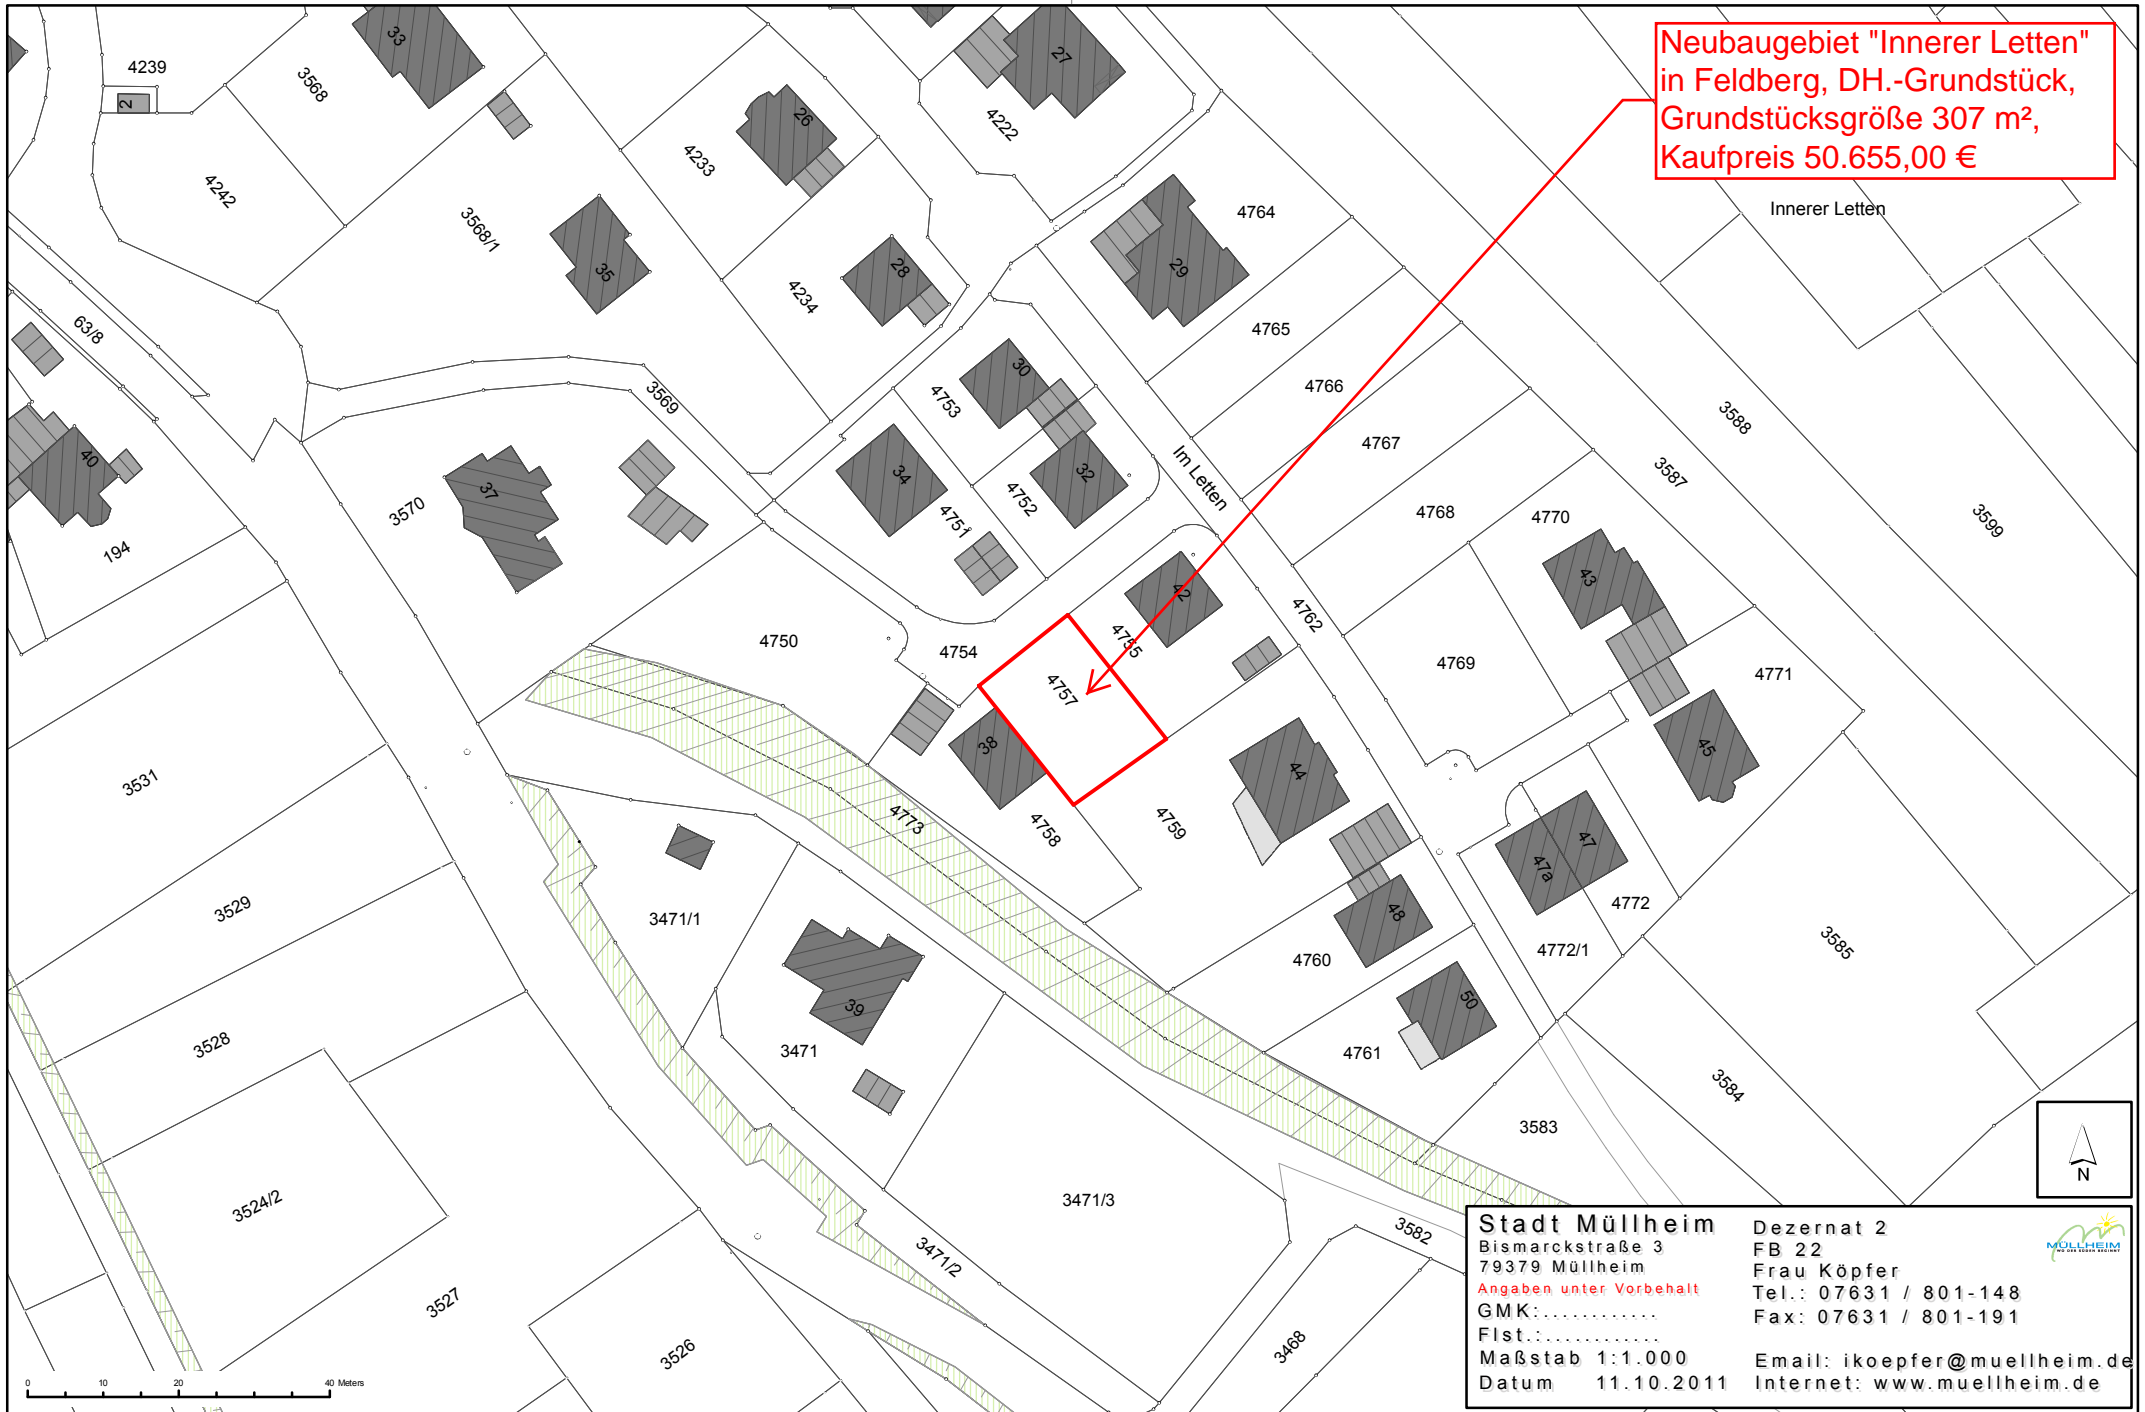 Neubaugebiet "Innerer Letten"
in Feldberg, DH.-Grundstück,
Grundstücksgröße 307 m²,
Kaufpreis 50.655,00 €
Innerer Letten
4239
2
3568
33
4242
3568/1
35
4233
26
27
4222
4234
28
29
4764
4765
4766
4767
4768
4770
3588
3587
3599
63/8
40
194
3569
37
3570
30
4753
34
4751
4752
32
Im Letten
42
4755
4762
4750
4754
4757
38
4758
4759
44
4769
43
4771
45
47
47a
4772
4772/1
3585
3531
3529
3528
3524/2
3527
3526
4773
3471/1
39
3471
3471/3
3471/2
48
4760
50
4761
3583
3584
3582
3468
N
0 10 20 40 Meters
Stadt Müllheim
Bismarckstraße 3
79379 Müllheim
Angaben unter Vorbehalt
GMK:............
Flst.:............
Maßstab 1:1.000
Datum 11.10.2011
Dezernat 2
FB 22
Frau Köpfer
Tel.: 07631 / 801-148
Fax: 07631 / 801-191
Email: ikoepfer@muellheim.de
Internet: www.muellheim.de
MÜLLHEIM
WO DER SÜDEN BEGINNT